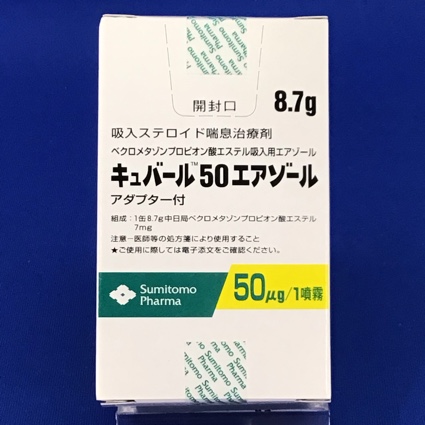 開封口
8.7g
吸入ステロイド喘息治療剤
ベクロメタゾンプロピオン酸エステル吸入用エアゾール
キュバール™50エアゾール
アダプター付
組成:1缶8.7g中日局ベクロメタゾンプロピオン酸エステル
7mg
注意-医師等の処方箋により使用すること
★ご使用に際しては電子添文をご確認ください。
Sumitomo
Pharma
50μg/1噴霧
Sumitomo
Pharma